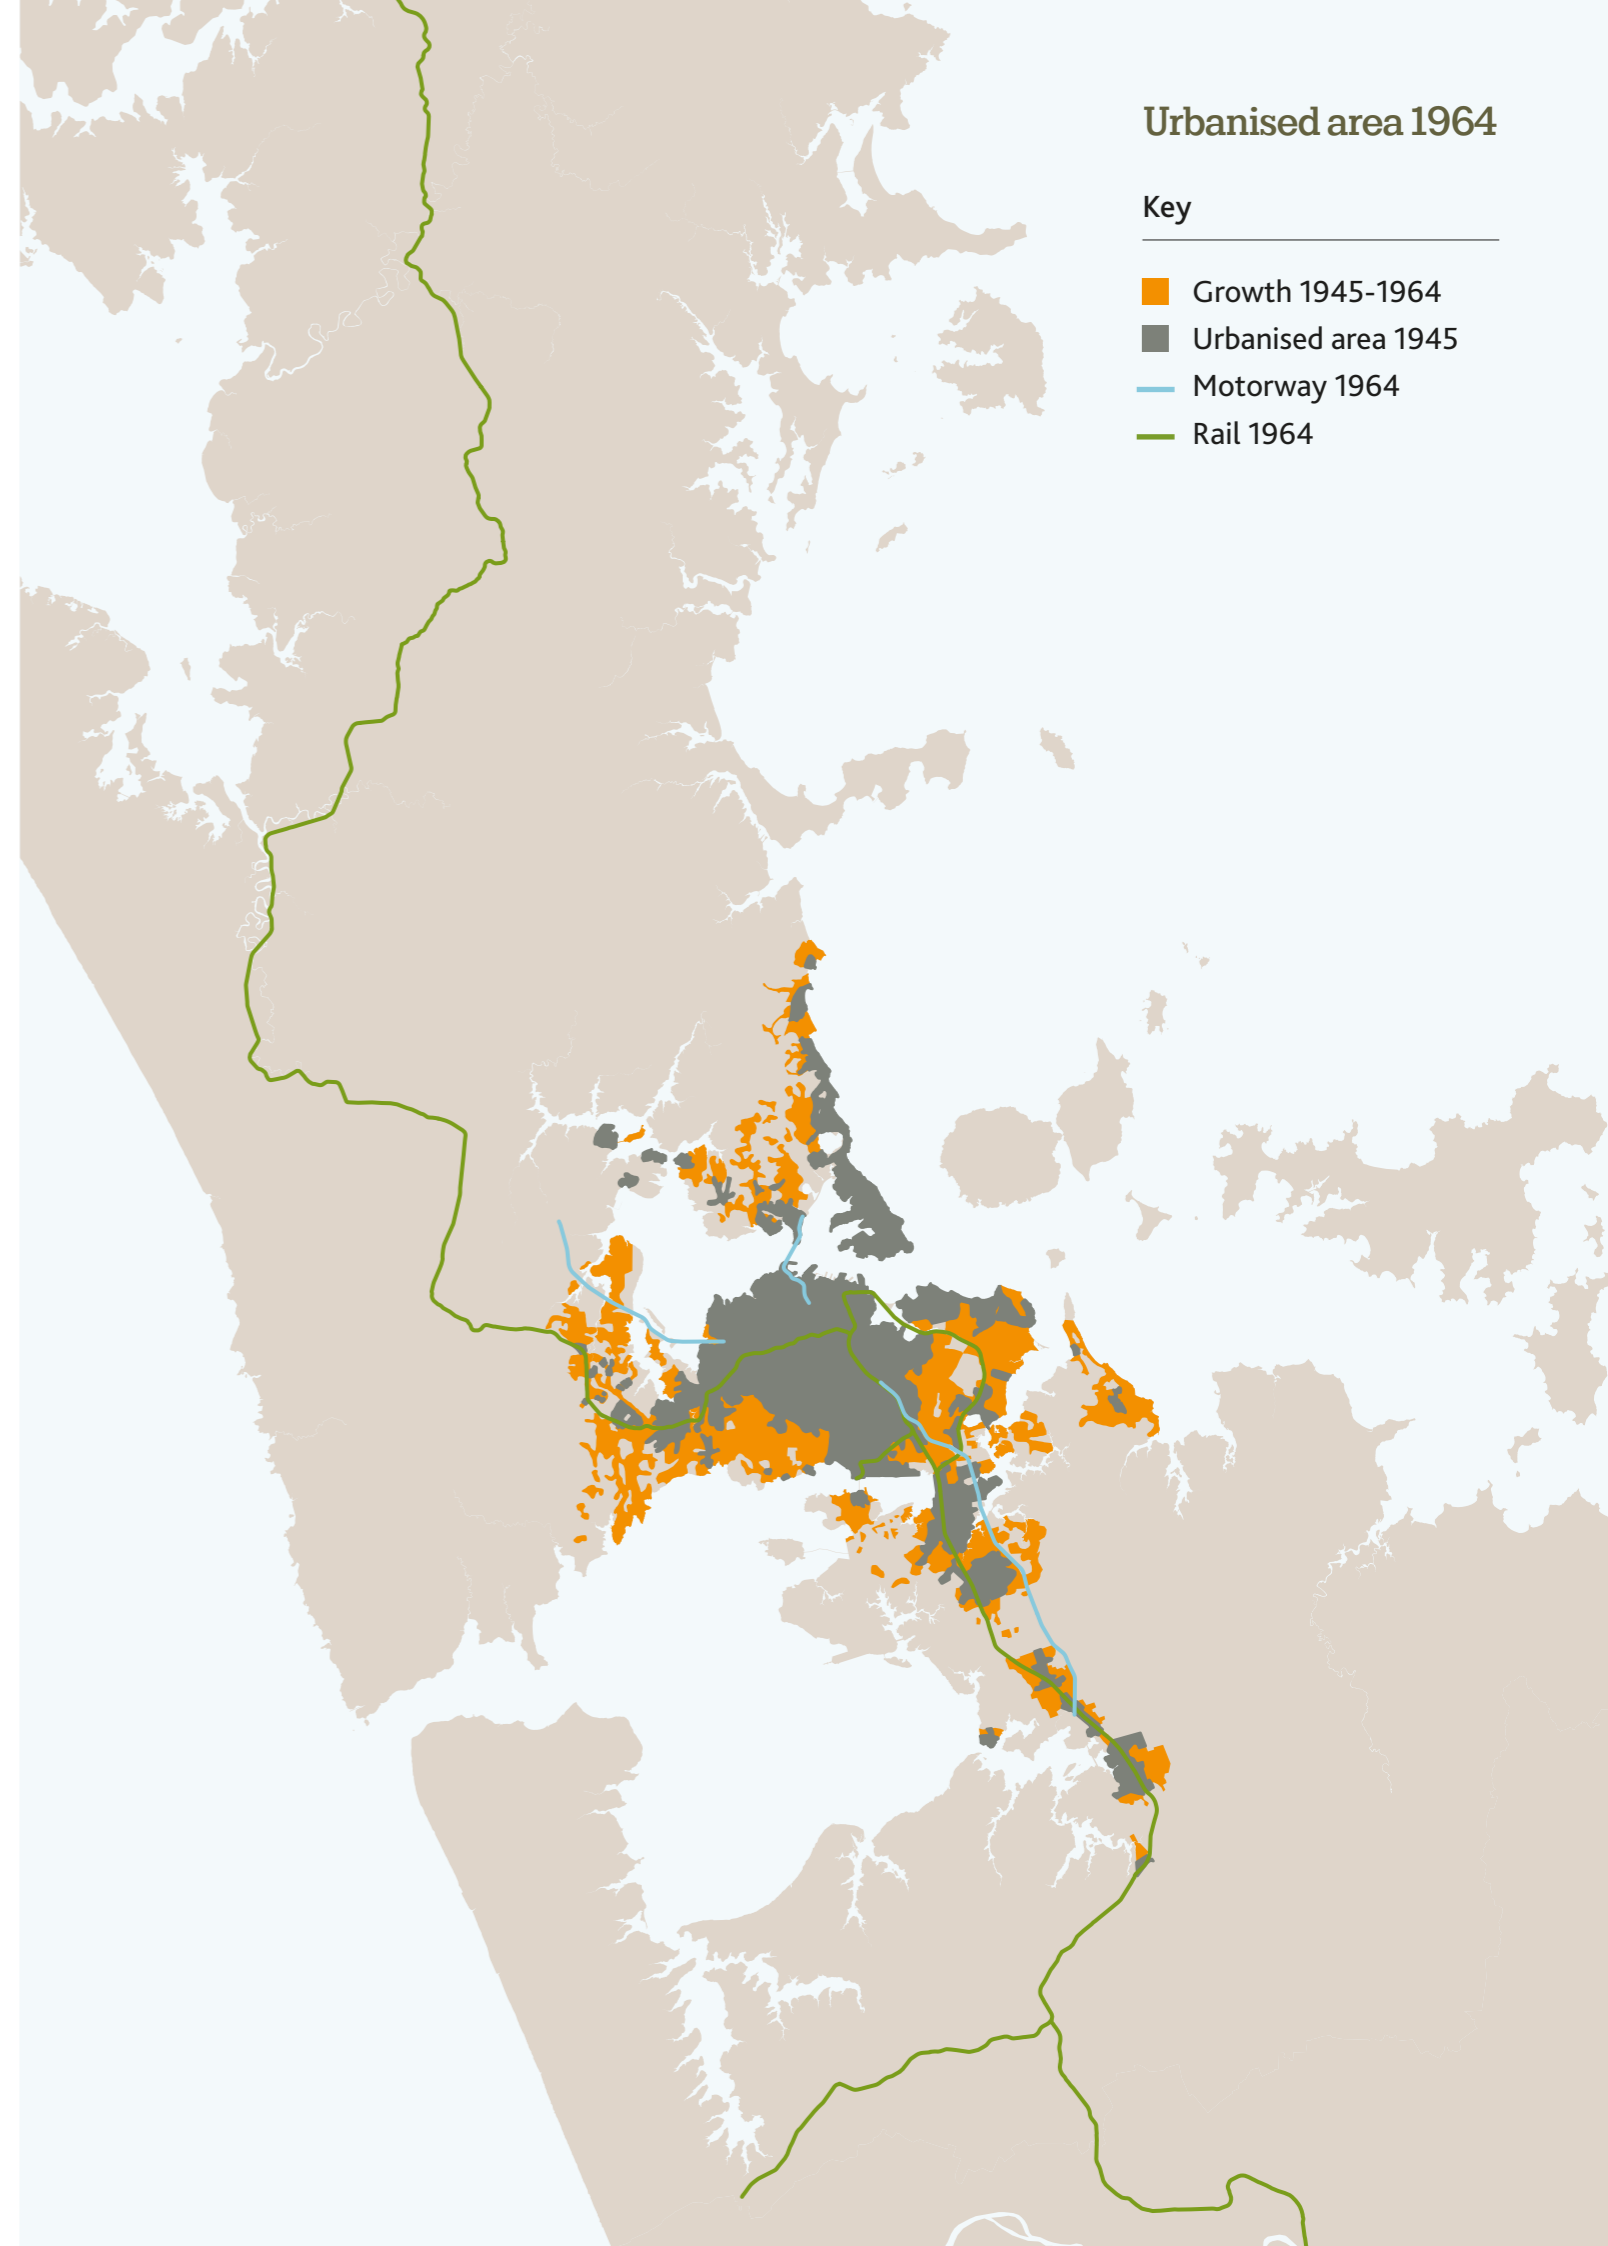 Urbanised area 1964
Key
Growth 1945-1964
Urbanised area 1945
Motorway 1964
Rail 1964